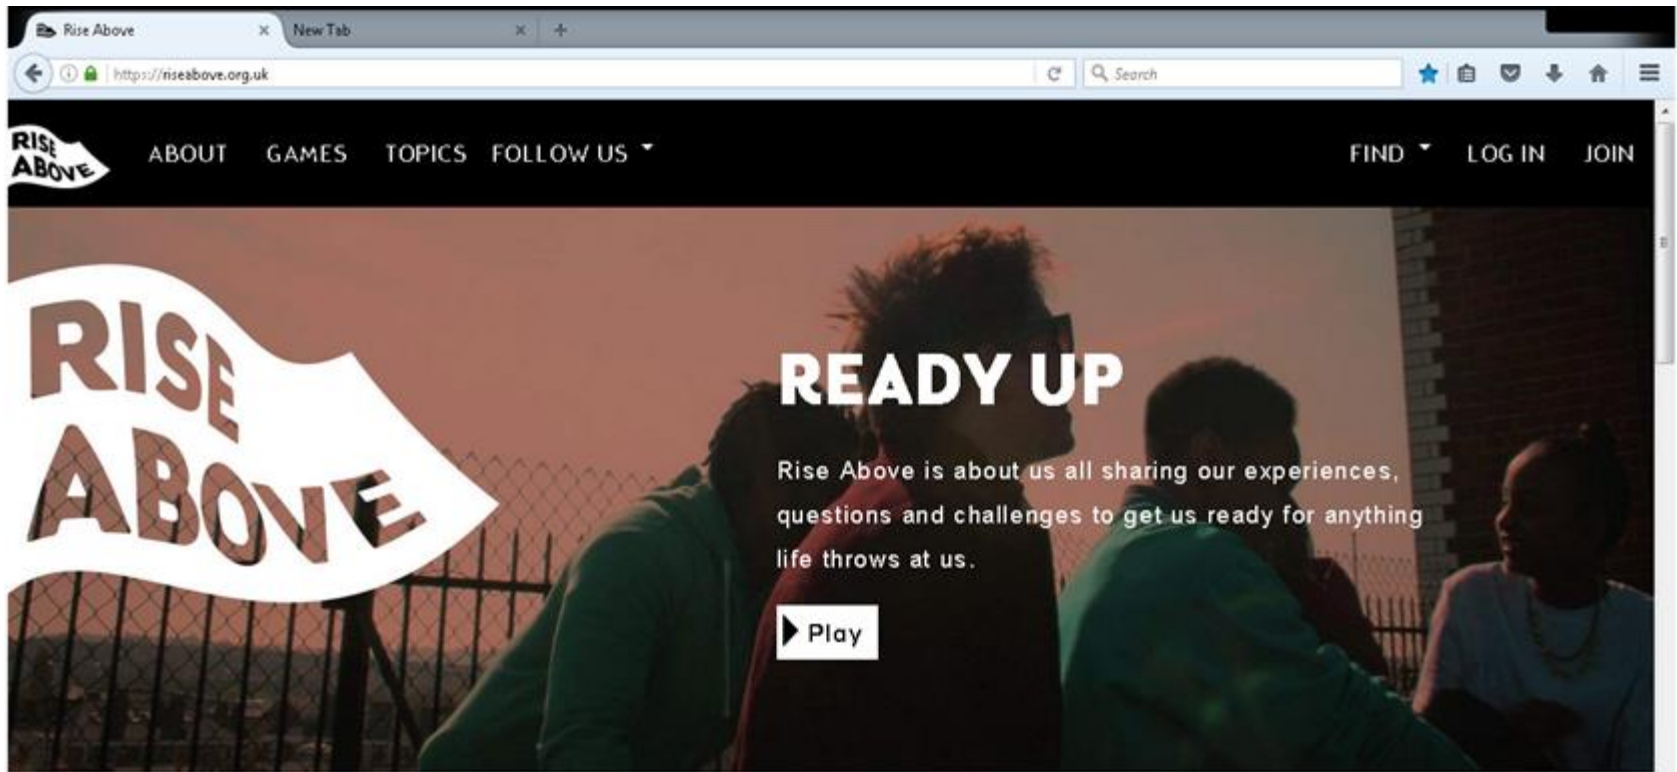 Rise Above
New Tab
https://riseabove.org.uk
Search
RISE
ABOVE
ABOUT
GAMES
TOPICS
FOLLOW US
FIND
LOG IN
JOIN
RISE
ABOVE
READY UP
Rise Above is about us all sharing our experiences,
questions and challenges to get us ready for anything
life throws at us.
Play